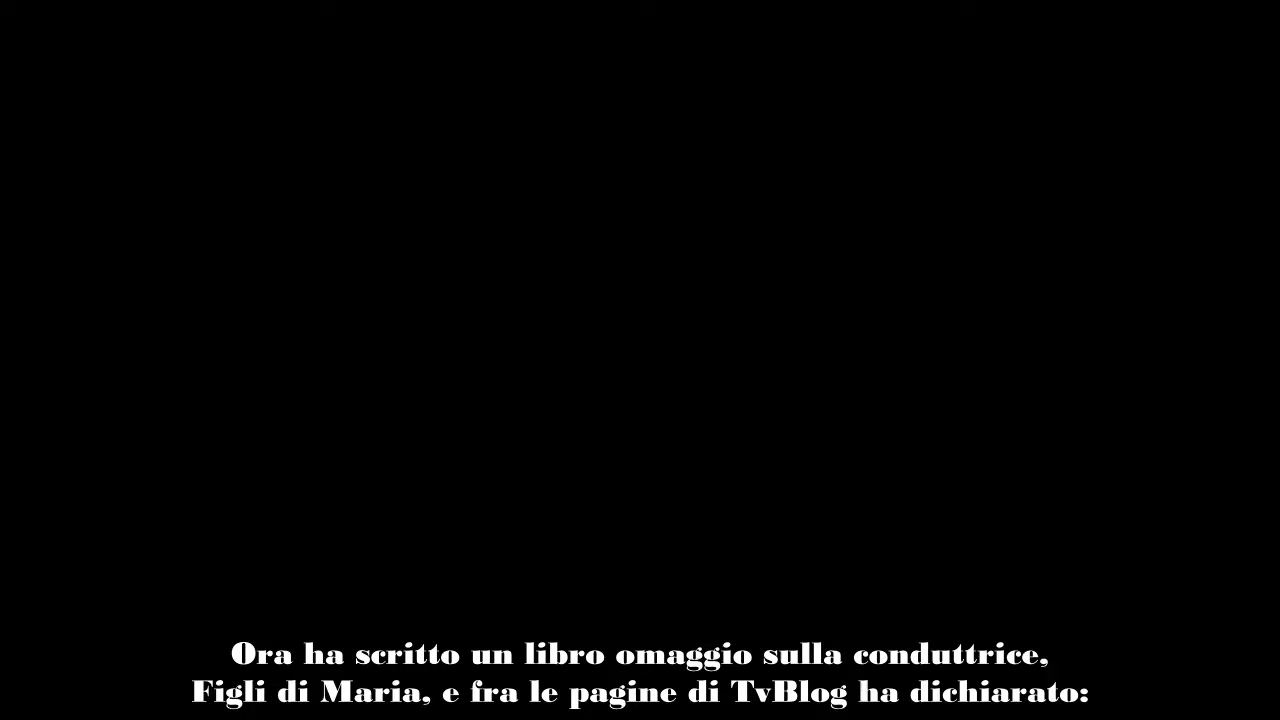 Ora ha scritto un libro omaggio sulla conduttrice,
Figli di Maria, e fra le pagine di TvBlog ha dichiarato: